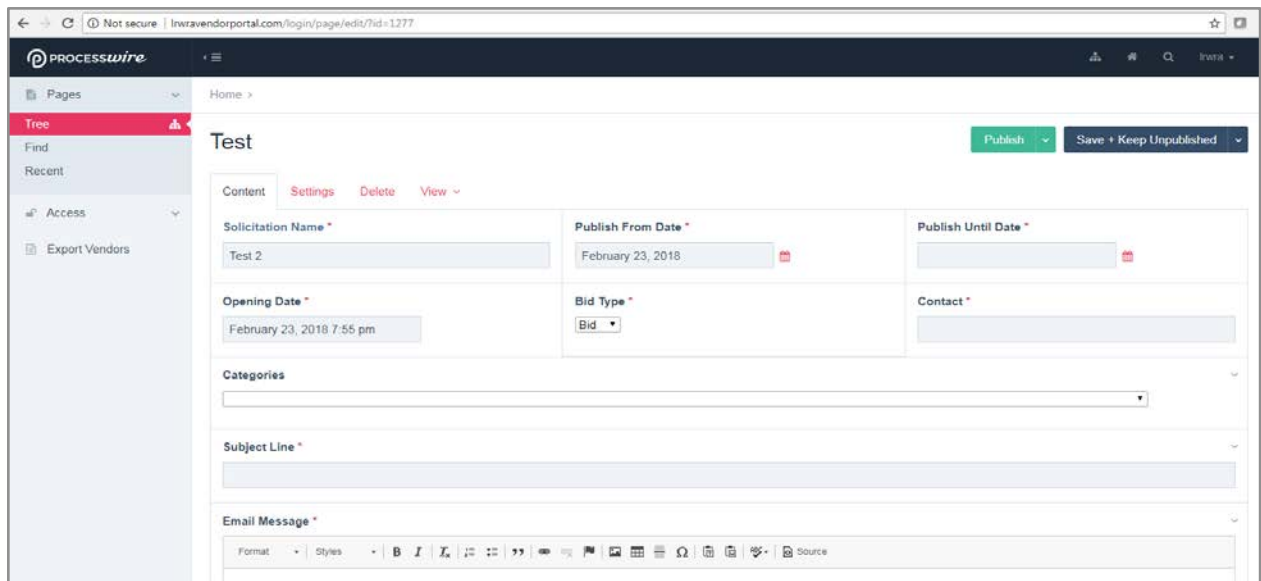 Not secure | lrwravendorportal.com/login/page/edit/?id=1277
PROCESSwire
lrwra
Pages
Home >
Tree
Find
Recent
Access
Export Vendors
Test
Publish
Save + Keep Unpublished
Content Settings Delete View
Solicitation Name * Publish From Date * Publish Until Date *
Test 2 February 23, 2018
Opening Date * Bid Type * Contact *
February 23, 2018 7:55 pm Bid
Categories
Subject Line *
Email Message *
Format Styles B I Ix Ω Source